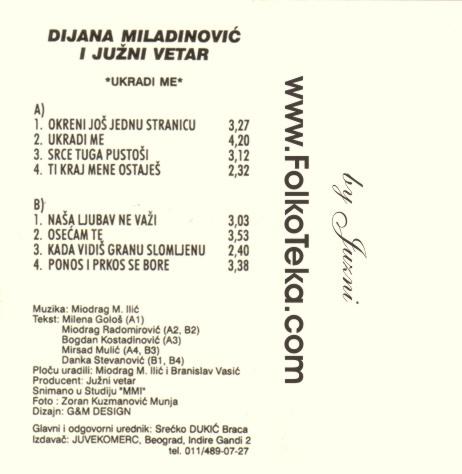 DIJANA MILADINOVIĆ
I JUŽNI VETAR
*UKRADI ME*
A)
1. OKRENI JOŠ JEDNU STRANICU 3,27
2. UKRADI ME 4,20
3. SRCE TUGA PUSTOŠI 3,12
4. TI KRAJ MENE OSTAJEŠ 2,32
B)
1. NAŠA LJUBAV NE VAŽI 3,03
2. OSEĆAM TE 3,53
3. KADA VIDIŠ GRANU SLOMLJENU 2,40
4. PONOS I PRKOS SE BORE 3,38
Muzika: Miodrag M. Ilić
Tekst: Milena Gološ (A1)
Miodrag Radomirović (A2, B2)
Bogdan Kostadinović (A3)
Mirsad Mulić (A4, B3)
Danka Stevanović (B1, B4)
Ploču uradili: Miodrag M. Ilić i Branislav Vasić
Producent: Južni vetar
Snimano u Studiju "MMI"
Foto : Zoran Kuzmanović Munja
Dizajn: G&M DESIGN
Glavni i odgovorni urednik: Srećko DUKIĆ Braca
Izdavač: JUVEKOMERC, Beograd, Indire Gandi 2
tel. 011/489-07-27
www.FolkoTeka.com
by Juzni